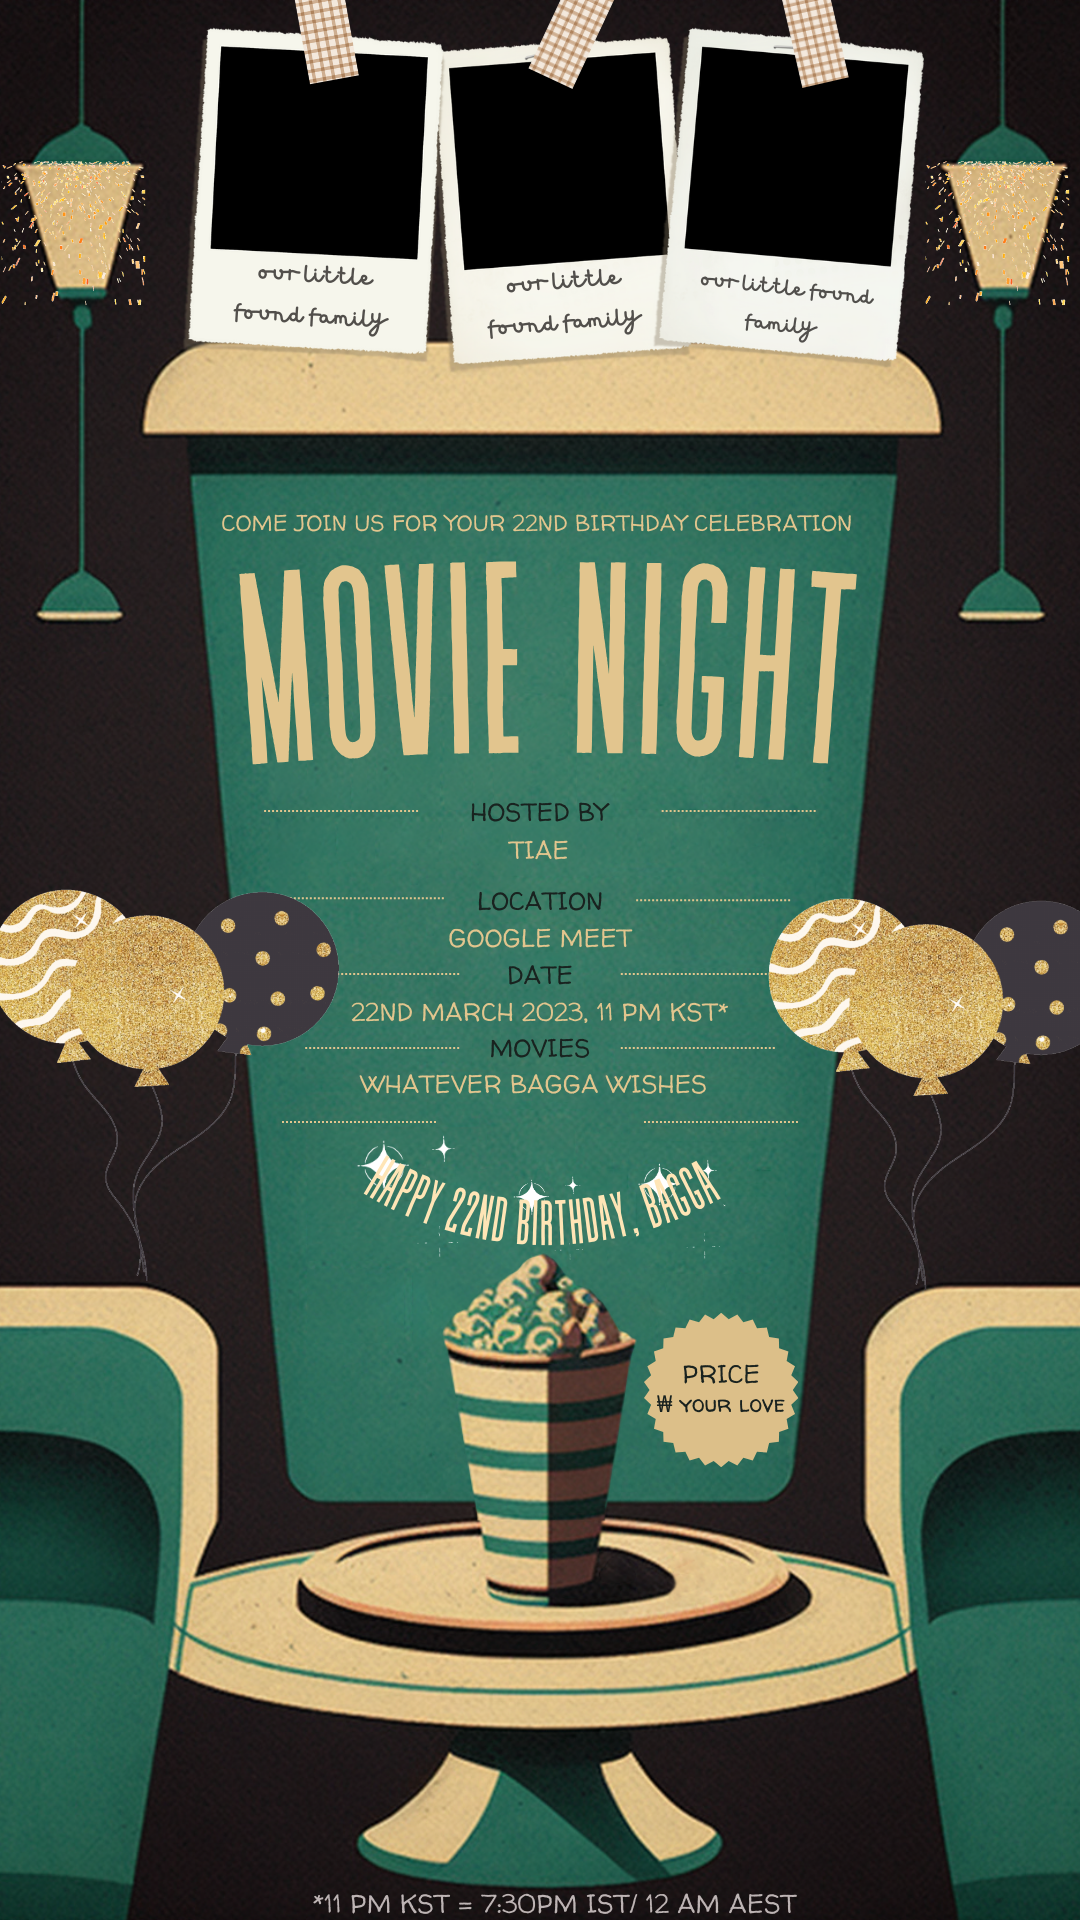 our little
found family
our little
found family
our little found
family
COME JOIN US FOR YOUR 22ND BIRTHDAY CELEBRATION
MOVIE NIGHT
HOSTED BY
TIAE
LOCATION
GOOGLE MEET
DATE
22ND MARCH 2023, 11 PM KST*
MOVIES
WHATEVER BAGGA WISHES
HAPPY 22ND BIRTHDAY, BAGGA
PRICE
₩ YOUR LOVE
*11 PM KST = 7:30PM IST/ 12 AM AEST